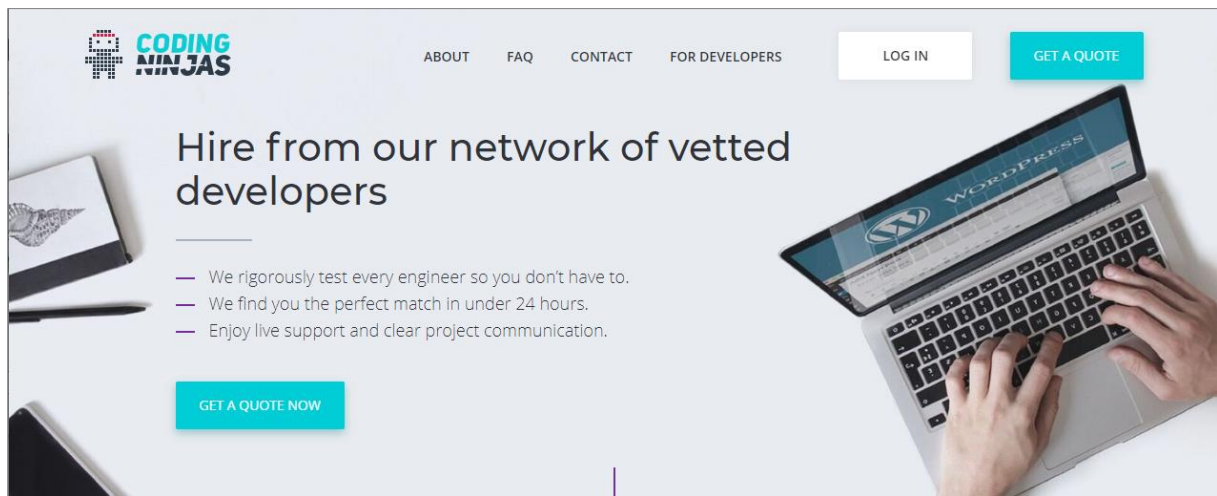 CODING
NINJAS
ABOUT
FAQ
CONTACT
FOR DEVELOPERS
LOG IN
GET A QUOTE
Hire from our network of vetted
developers
We rigorously test every engineer so you don't have to.
We find you the perfect match in under 24 hours.
Enjoy live support and clear project communication.
GET A QUOTE NOW
WORDPRESS